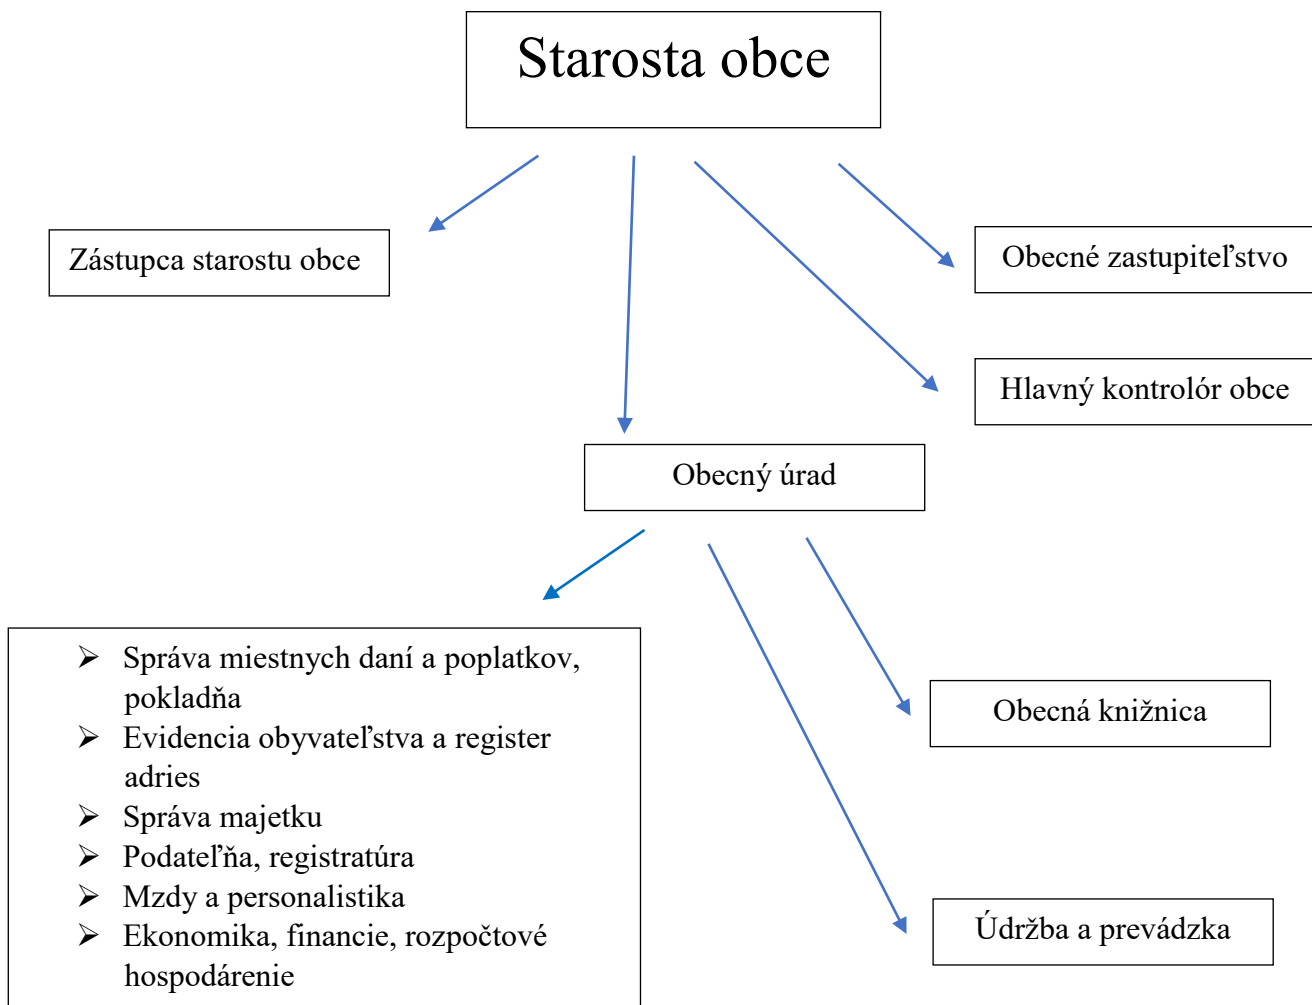 Starosta obce
Zástupca starostu obce
Obecné zastupiteľstvo
Hlavný kontrolór obce
Obecný úrad
➢ Správa miestnych daní a poplatkov,
pokladňa
➢ Evidencia obyvateľstva a register
adries
➢ Správa majetku
➢ Podateľňa, registratúra
➢ Mzdy a personalistika
➢ Ekonomika, financie, rozpočtové
hospodárenie
Obecná knižnica
Údržba a prevádzka